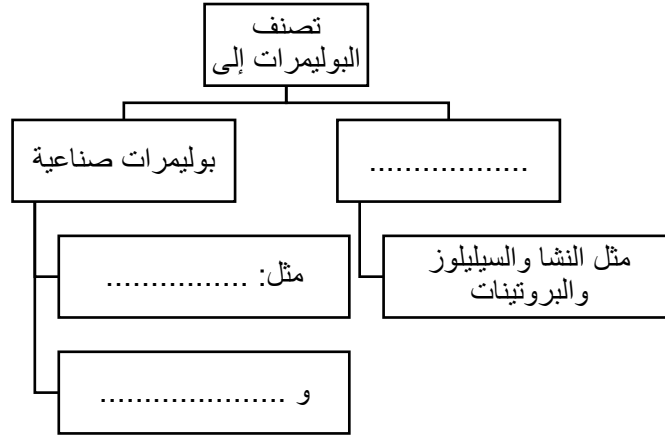 تصنف
البوليمرات إلى
..................
مثل النشا والسيليلوز
والبروتينات
بوليمرات صناعية
مثل: ................
و .....................